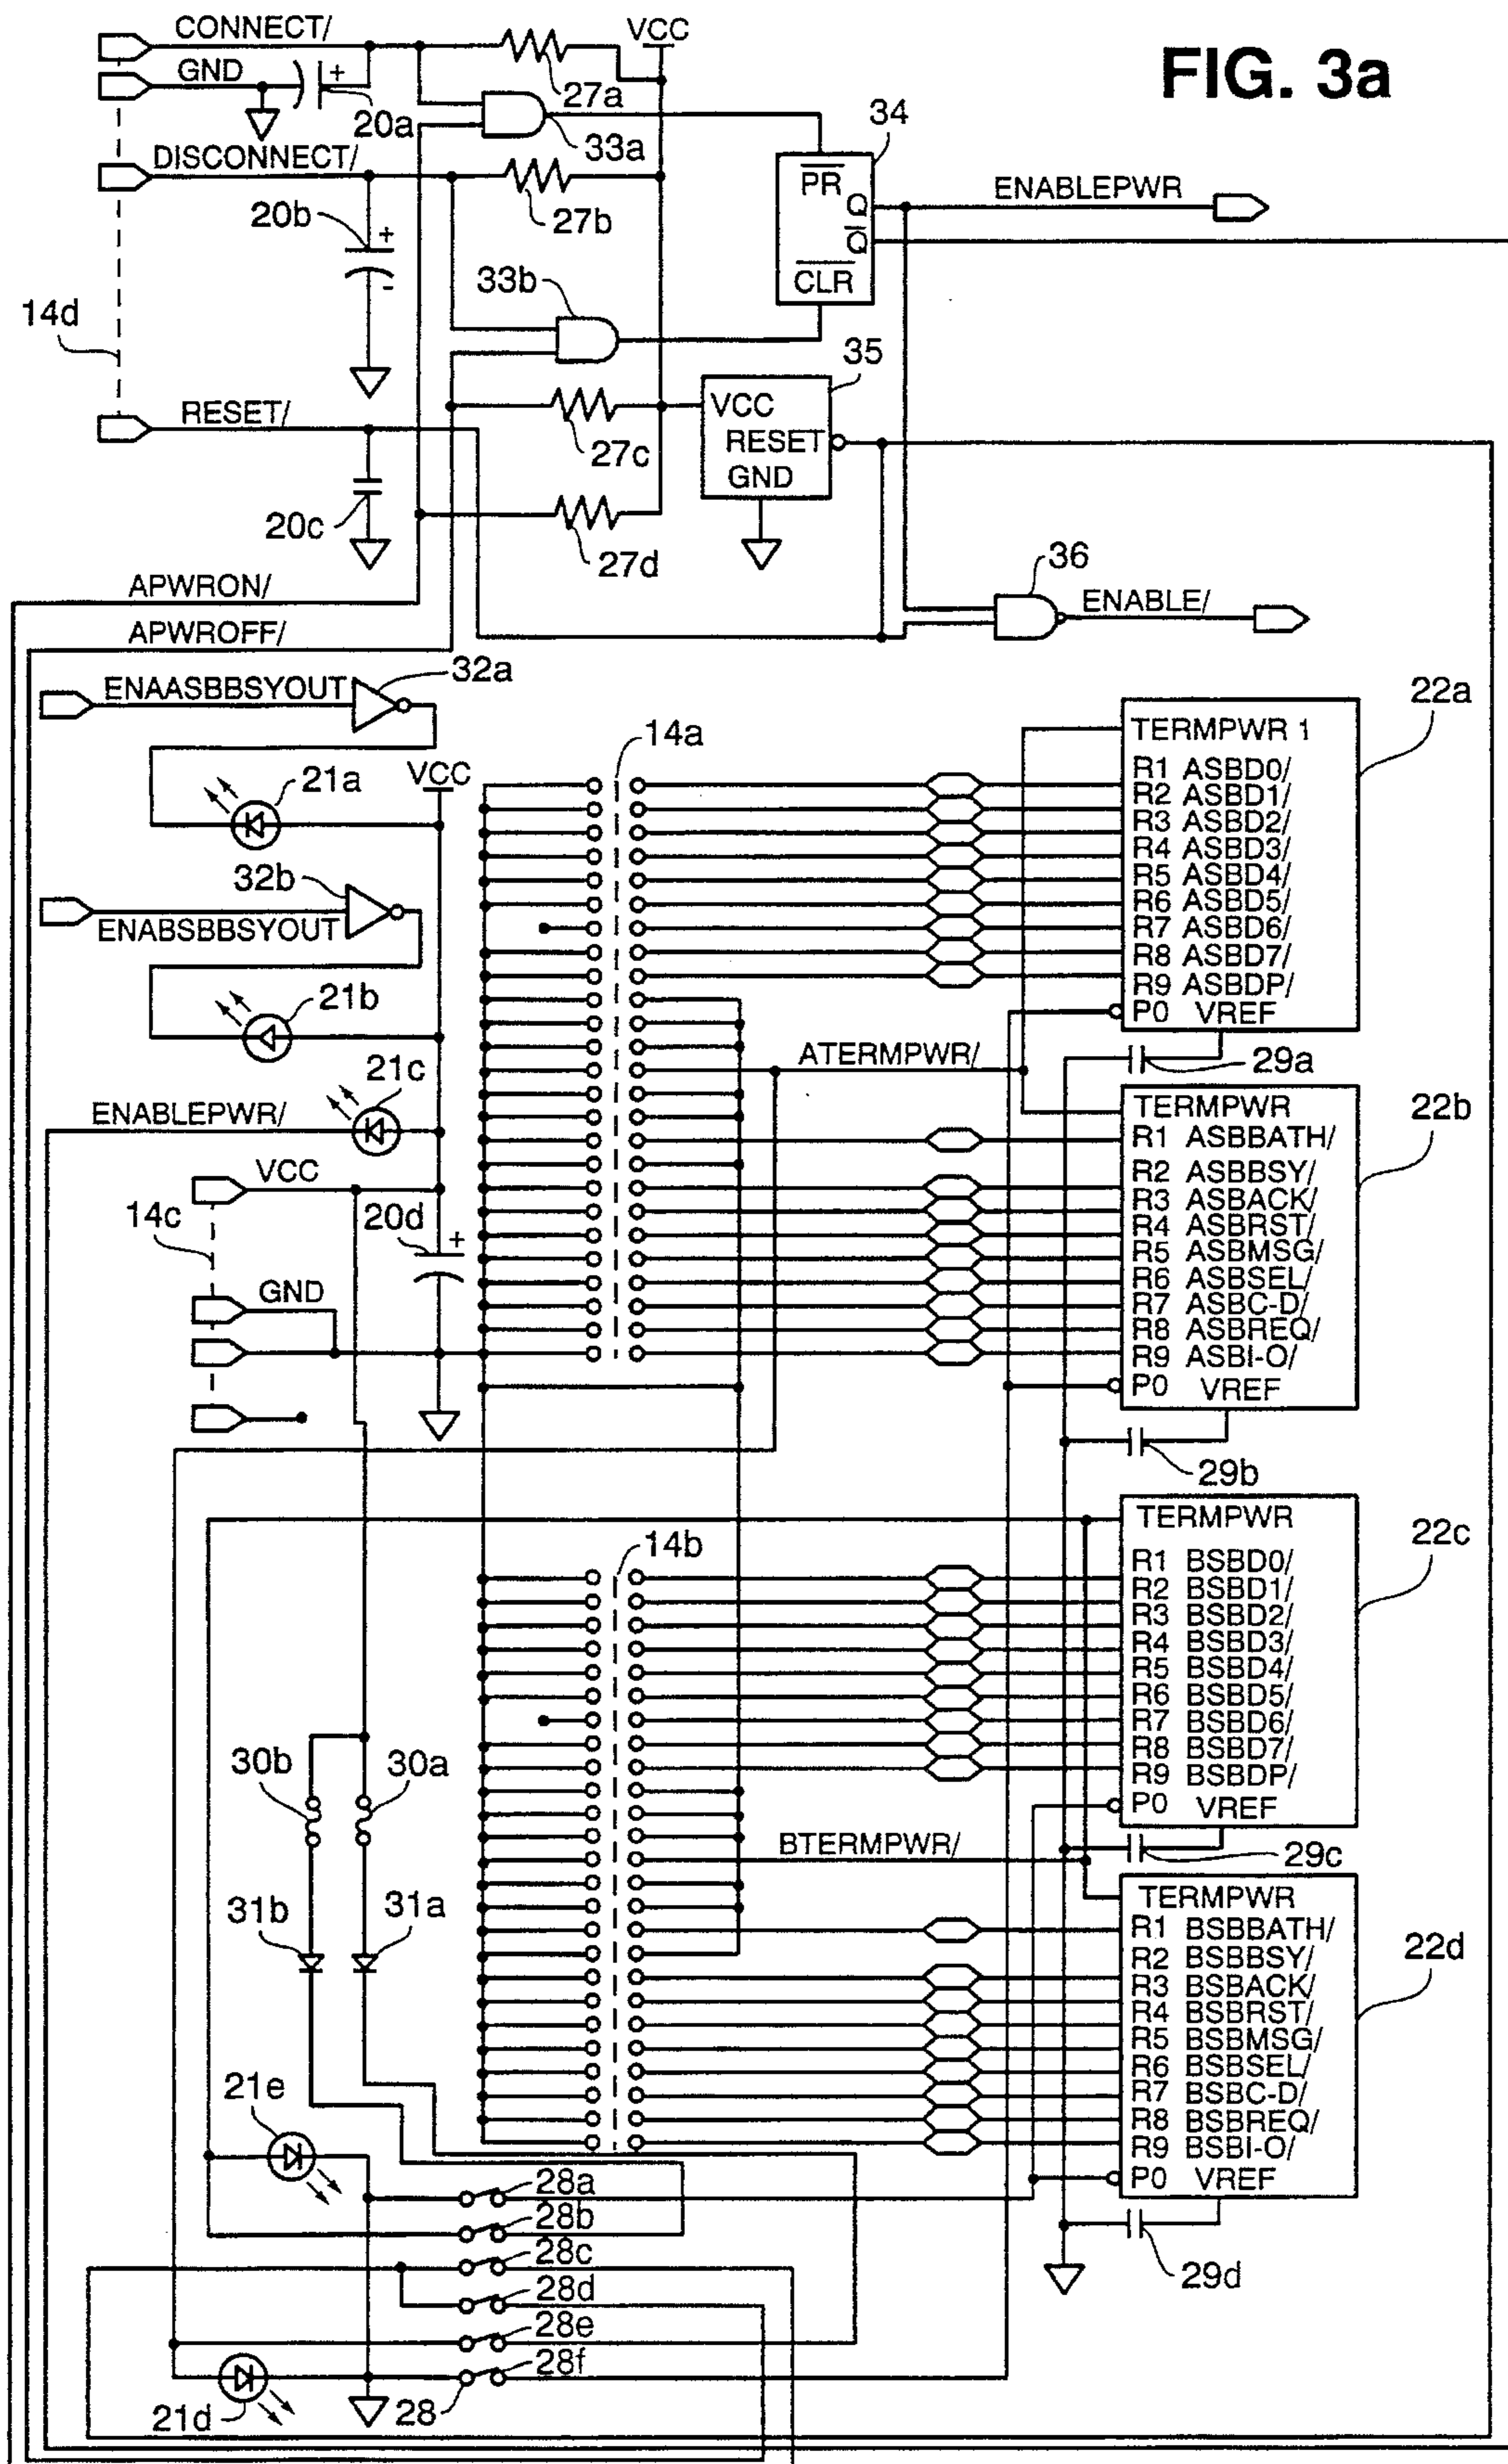 FIG. 3a
CONNECT/
VCC
GND
+
20a
27a
33a
34
DISCONNECT/
PR
Q
Q
CLR
ENABLEPWR
20b
+
-
27b
33b
14d
35
VCC
RESET
GND
RESET/
27c
20c
27d
36
APWRON/
ENABLE/
APWROFF/
32a
ENAASBBSYOUT
14a
22a
TERMPWR 1
R1 ASBD0/
R2 ASBD1/
R3 ASBD2/
R4 ASBD3/
R5 ASBD4/
R6 ASBD5/
R7 ASBD6/
R8 ASBD7/
R9 ASBDP/
P0 VREF
21a
VCC
32b
ENABSBBSYOUT
21b
21c
ATERMPWR/
29a
ENABLEPWR/
TERMPWR
22b
R1 ASBBATH/
R2 ASBBSY/
R3 ASBACK/
R4 ASBRST/
R5 ASBMSG/
R6 ASBSEL/
R7 ASBC-D/
R8 ASBREQ/
R9 ASBI-O/
P0 VREF
VCC
14c
20d
+
GND
29b
TERMPWR
22c
14b
R1 BSBD0/
R2 BSBD1/
R3 BSBD2/
R4 BSBD3/
R5 BSBD4/
R6 BSBD5/
R7 BSBD6/
R8 BSBD7/
R9 BSBDP/
P0 VREF
30b
30a
BTERMPWR/
29c
31b
31a
TERMPWR
R1 BSBBATH/
R2 BSBBSY/
R3 BSBACK/
R4 BSBRST/
R5 BSBMSG/
R6 BSBSEL/
R7 BSBC-D/
R8 BSBREQ/
R9 BSBI-O/
P0 VREF
22d
21e
28a
28b
28c
28d
28e
28f
29d
21d
28